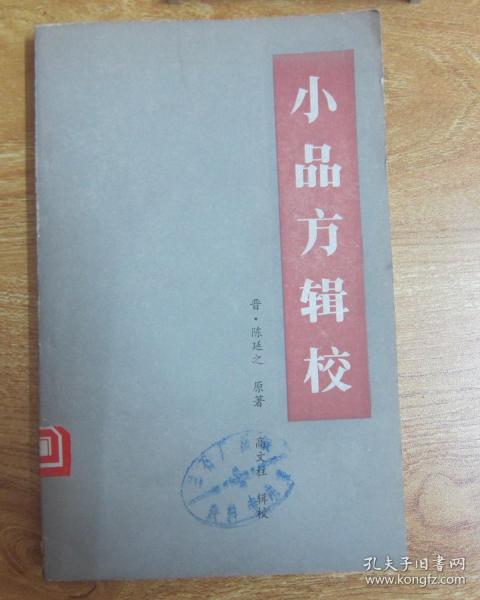 小品方辑校
晋·陈延之 原著
高文柱 辑校
孔夫子旧书网
www.kongfz.com